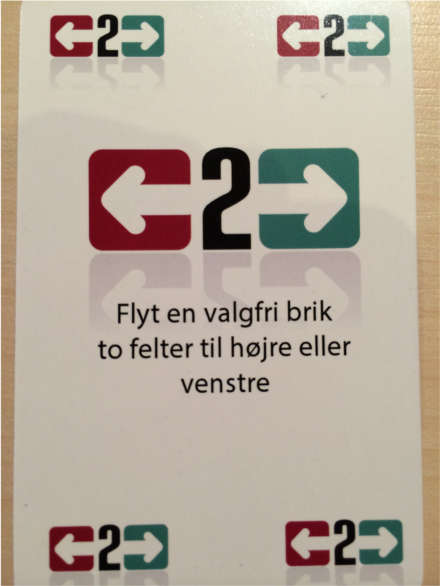 2 2
2
Flyt en valgfri brik
to felter til højre eller
venstre
2 2